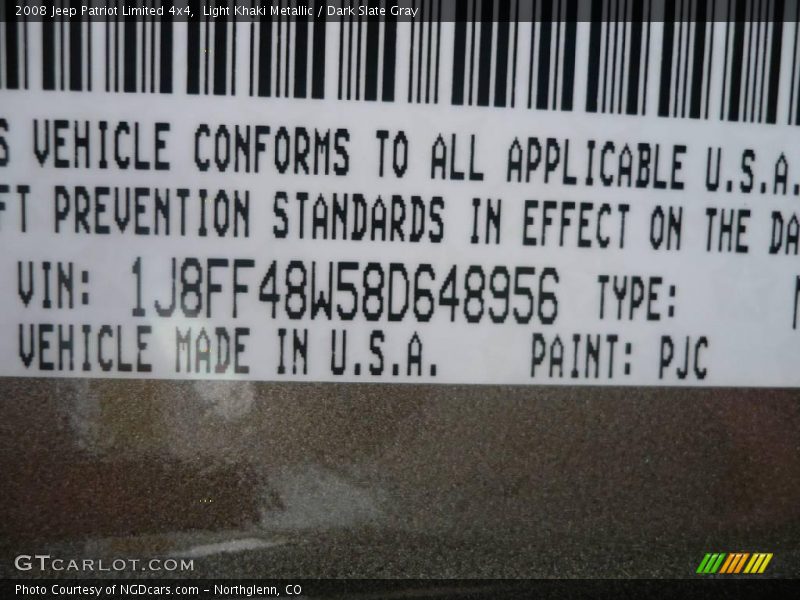 2008 Jeep Patriot Limited 4x4,  Light Khaki Metallic / Dark Slate Gray
S VEHICLE CONFORMS TO ALL APPLICABLE U.S.A.
FT PREVENTION STANDARDS IN EFFECT ON THE DA
VIN: 1J8FF48W58D648956 TYPE: M
VEHICLE MADE IN U.S.A. PAINT: PJC
GTCARLOT.COM
Photo Courtesy of NGDcars.com – Northglenn, CO